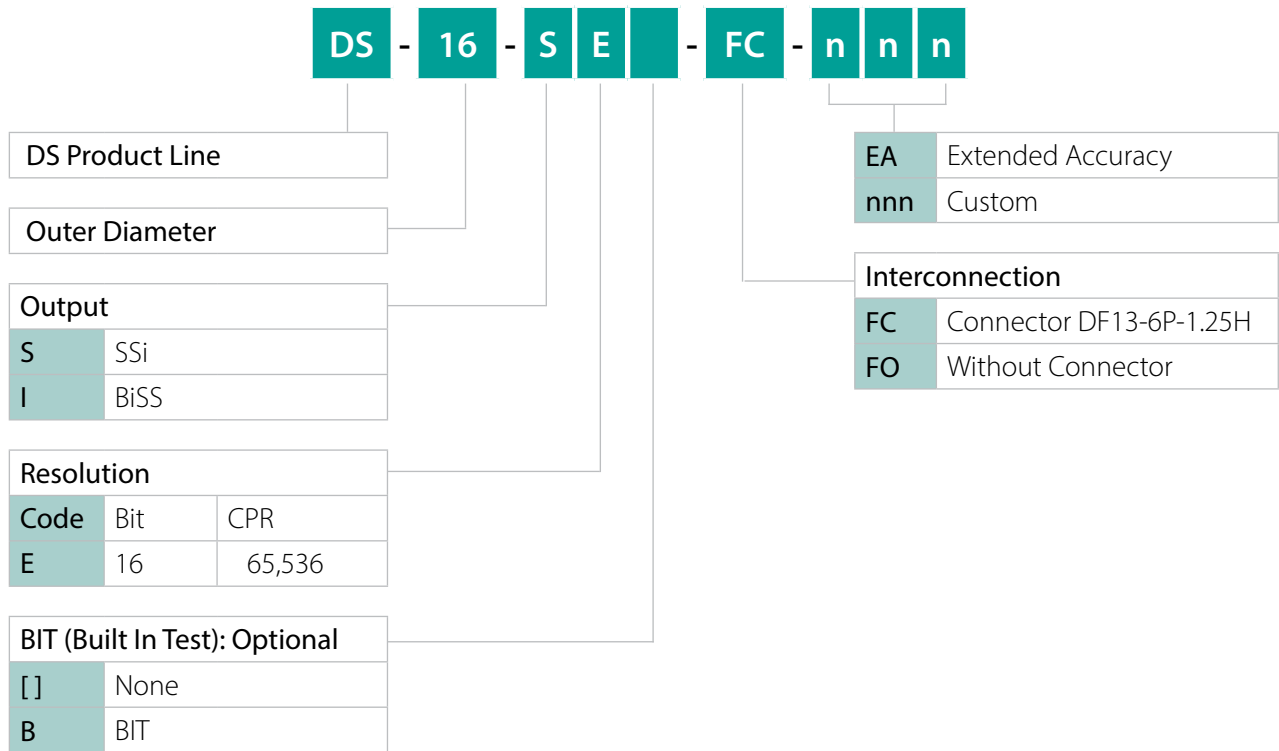 DS - 16 - S E - FC - n n n
DS Product Line
Outer Diameter
Output
S SSi
I BiSS
Resolution
Code Bit CPR
E 16 65,536
BIT (Built In Test): Optional
[ ] None
B BIT
EA Extended Accuracy
nnn Custom
Interconnection
FC Connector DF13-6P-1.25H
FO Without Connector